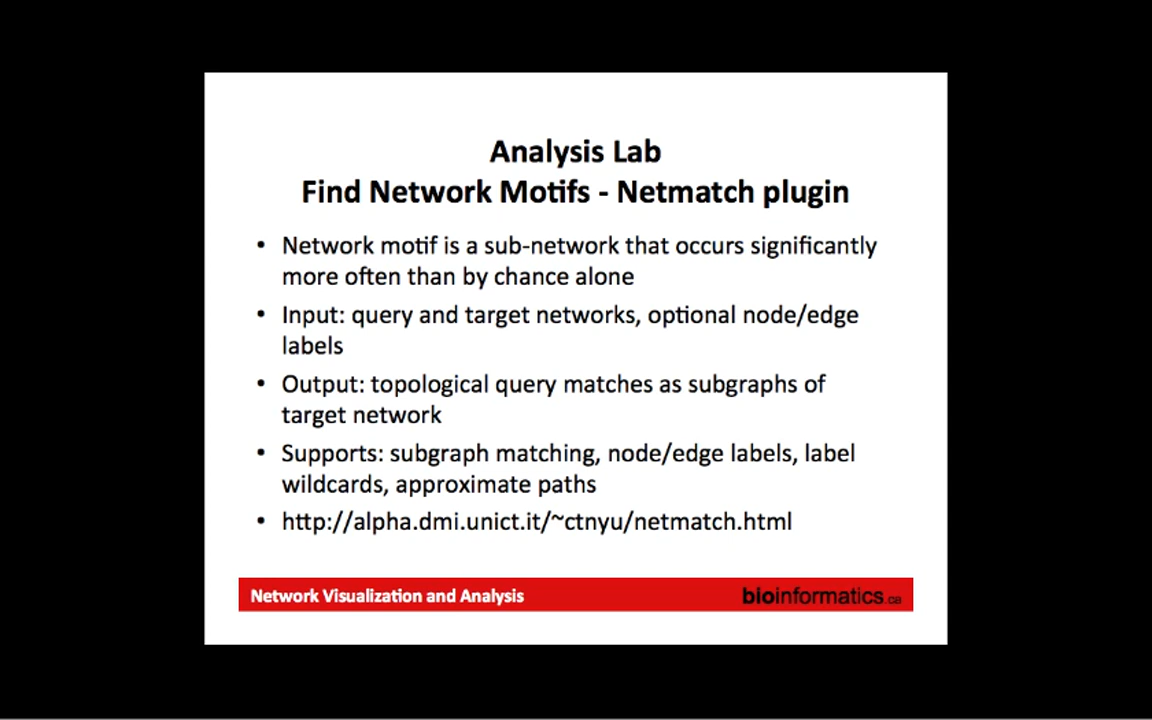 Analysis Lab
Find Network Motifs - Netmatch plugin
• Network motif is a sub-network that occurs significantly
more often than by chance alone
• Input: query and target networks, optional node/edge
labels
• Output: topological query matches as subgraphs of
target network
• Supports: subgraph matching, node/edge labels, label
wildcards, approximate paths
• http://alpha.dmi.unict.it/~ctnyu/netmatch.html
Network Visualization and Analysis
bioinformatics.ca